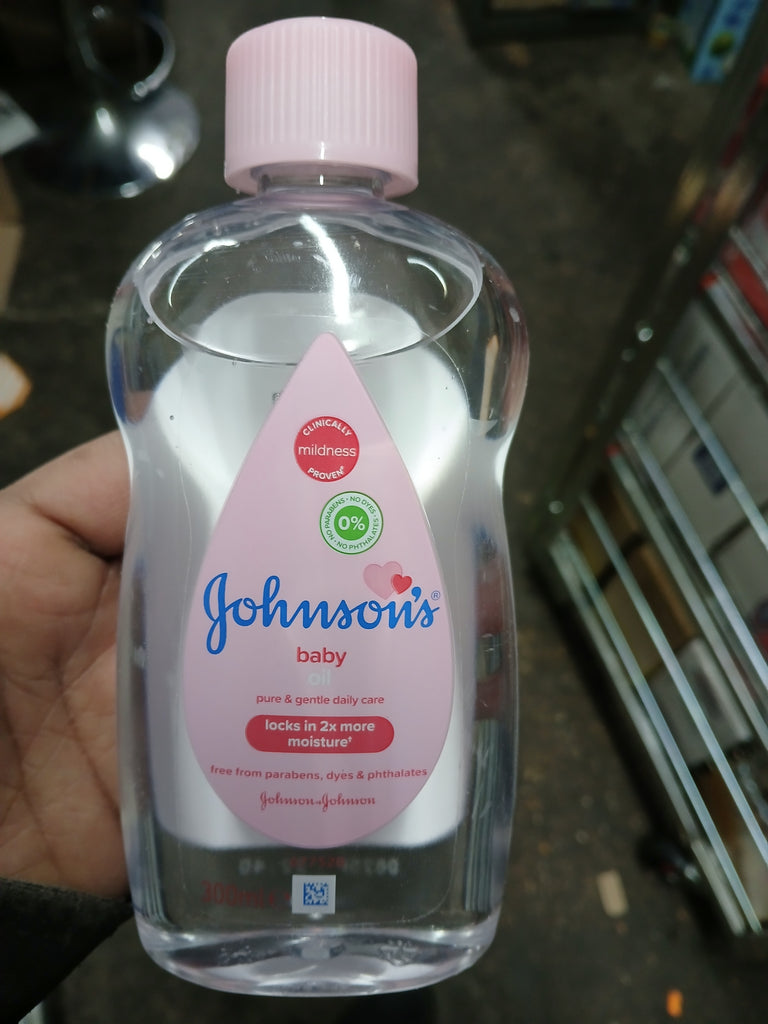 CLINICALLY
mildness
PROVEN®
NO PARABENS • NO DYES • NO PHTHALATES
0%
Johnson's®
baby
oil
pure & gentle daily care
locks in 2x more
moisture†
free from parabens, dyes & phthalates
Johnson & Johnson
300ml